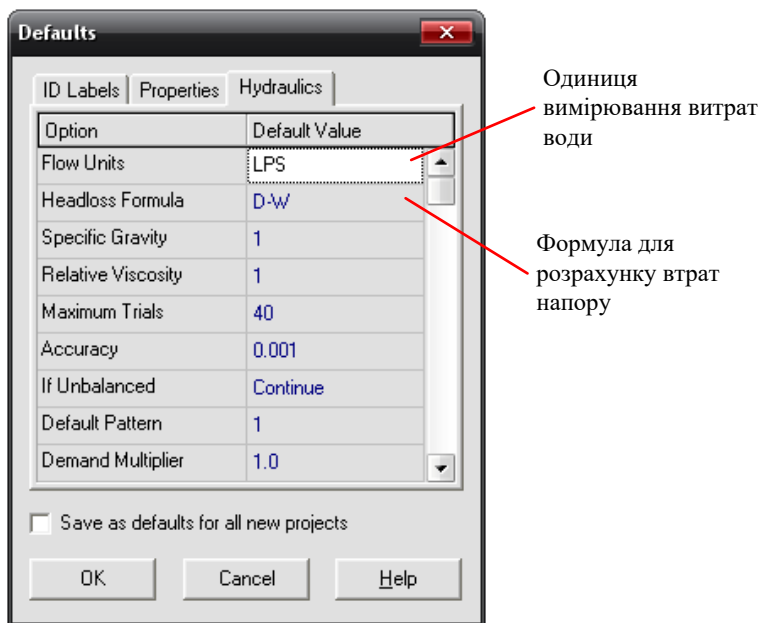 Defaults
ID Labels Properties Hydraulics
Option Default Value
Flow Units LPS
Headloss Formula D-W
Specific Gravity 1
Relative Viscosity 1
Maximum Trials 40
Accuracy 0.001
If Unbalanced Continue
Default Pattern 1
Demand Multiplier 1.0
Save as defaults for all new projects
OK Cancel Help
Одиниця
вимірювання витрат
води
Формула для
розрахунку втрат
напору